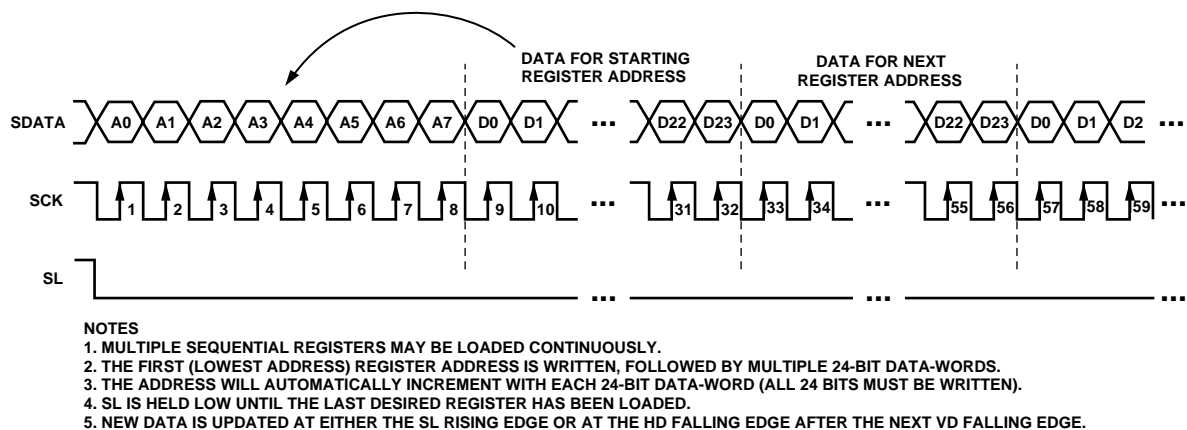 DATA FOR STARTING
REGISTER ADDRESS
DATA FOR NEXT
REGISTER ADDRESS
SDATA A0 A1 A2 A3 A4 A5 A6 A7 D0 D1 ... D22 D23 D0 D1 ... D22 D23 D0 D1 D2 ...
SCK 1 2 3 4 5 6 7 8 9 10 ... 31 32 33 34 ... 55 56 57 58 59 ...
SL ... ... ...
NOTES
1. MULTIPLE SEQUENTIAL REGISTERS MAY BE LOADED CONTINUOUSLY.
2. THE FIRST (LOWEST ADDRESS) REGISTER ADDRESS IS WRITTEN, FOLLOWED BY MULTIPLE 24-BIT DATA-WORDS.
3. THE ADDRESS WILL AUTOMATICALLY INCREMENT WITH EACH 24-BIT DATA-WORD (ALL 24 BITS MUST BE WRITTEN).
4. SL IS HELD LOW UNTIL THE LAST DESIRED REGISTER HAS BEEN LOADED.
5. NEW DATA IS UPDATED AT EITHER THE SL RISING EDGE OR AT THE HD FALLING EDGE AFTER THE NEXT VD FALLING EDGE.